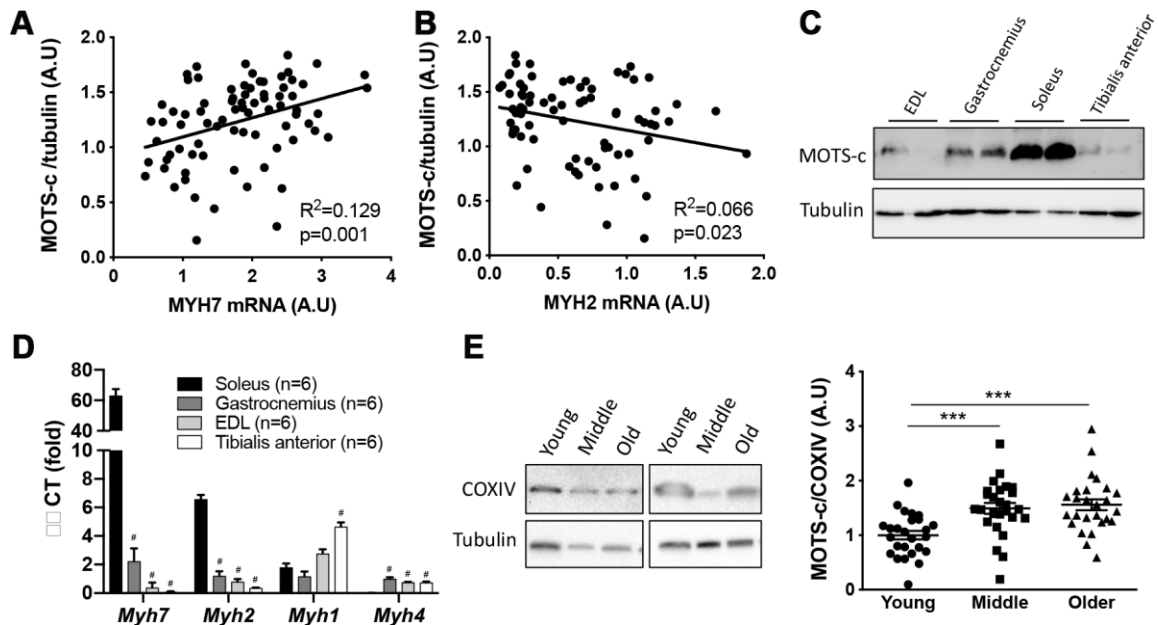 A
MOTS-c/tubulin (A.U)
2.0
1.5
1.0
0.5
0.0
0
1
2
3
4
R2=0.129
p=0.001
MYH7 mRNA (A.U)
B
MOTS-c/tubulin (A.U)
2.0
1.5
1.0
0.5
0.0
0.0
0.5
1.0
1.5
2.0
R2=0.066
p=0.023
MYH2 mRNA (A.U)
C
EDL
Gastrocnemius
Soleus
Tibialis anterior
MOTS-c
Tubulin
D
□□ CT (fold)
80
60
40
10
8
6
4
2
0
Soleus (n=6)
Gastrocnemius (n=6)
EDL (n=6)
Tibialis anterior (n=6)
# # #
# # #
#
# # #
Myh7 Myh2 Myh1 Myh4
E
Young Middle Old
Young Middle Old
COXIV
Tubulin
MOTS-c/COXIV (A.U)
4
3
2
1
0
***
***
Young Middle Older